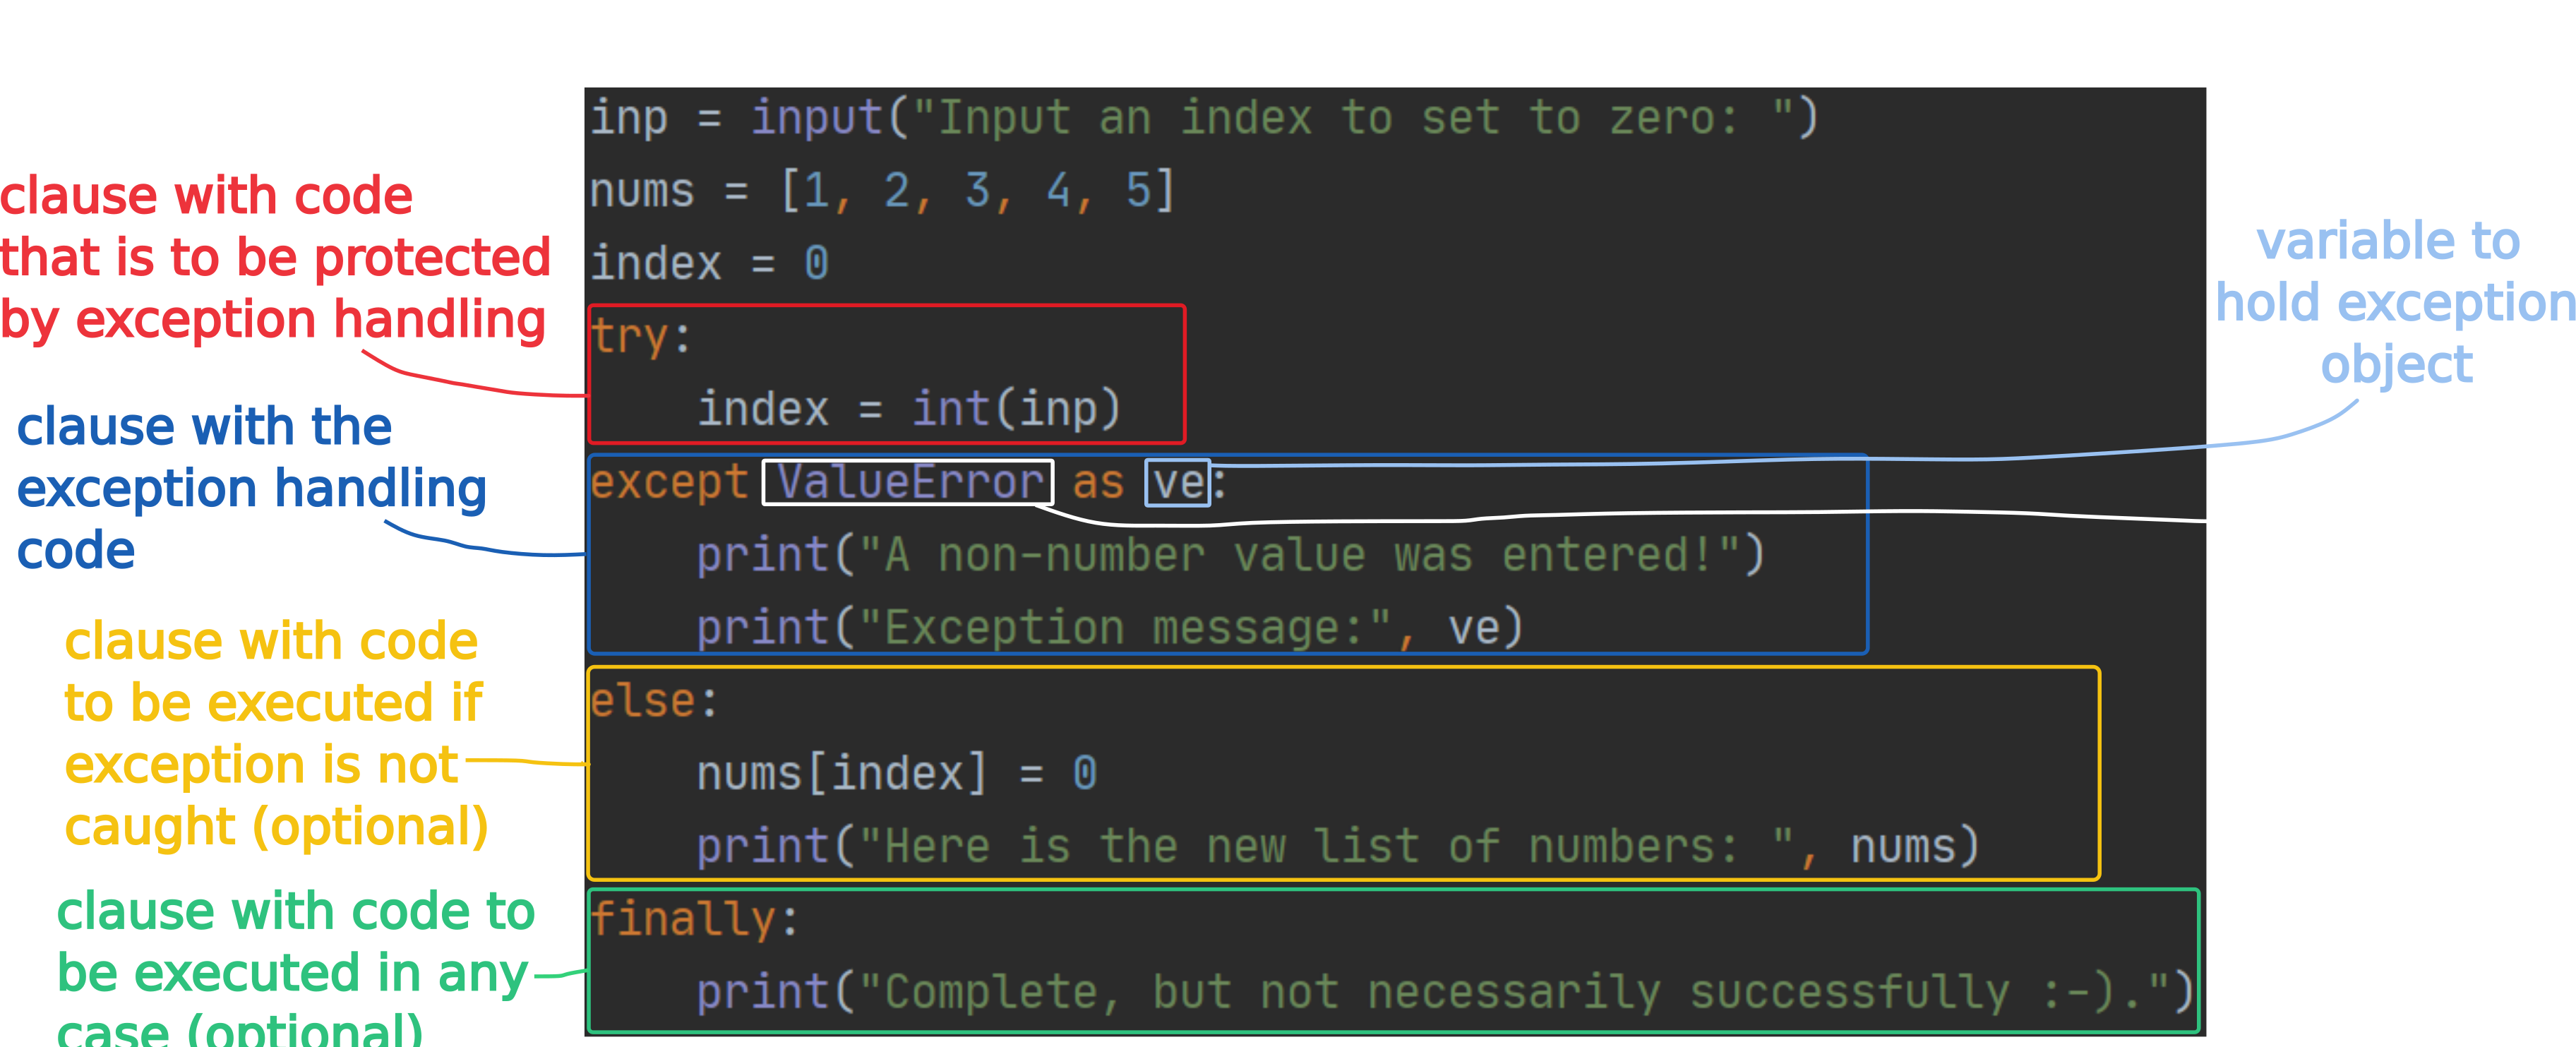 clause with code
that is to be protected
by exception handling
clause with the
exception handling
code
clause with code
to be executed if
exception is not
caught (optional)
clause with code to
be executed in any
case (optional)
inp = input("Input an index to set to zero: ")
nums = [1, 2, 3, 4, 5]
index = 0
try:
    index = int(inp)
except ValueError as ve:
    print("A non-number value was entered!")
    print("Exception message:", ve)
else:
    nums[index] = 0
    print("Here is the new list of numbers: ", nums)
finally:
    print("Complete, but not necessarily successfully :-).")
variable to
hold exception
object